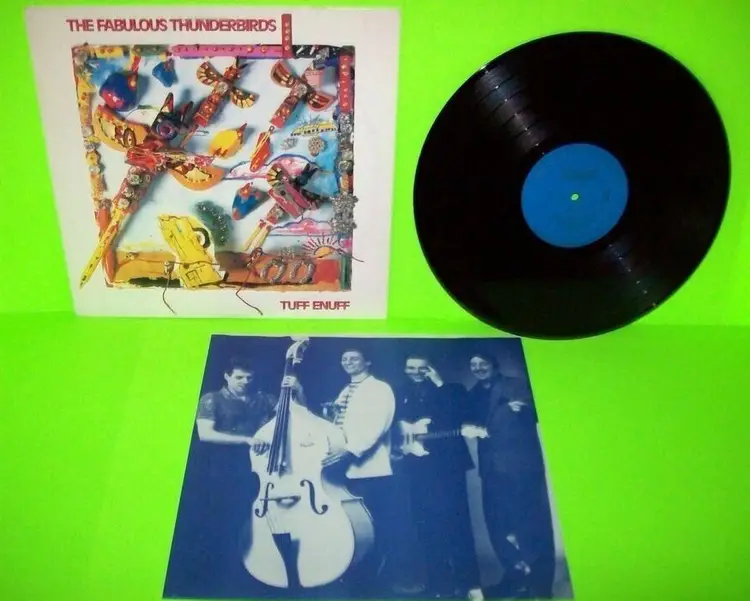 THE FABULOUS THUNDERBIRDS
TUFF ENUFF